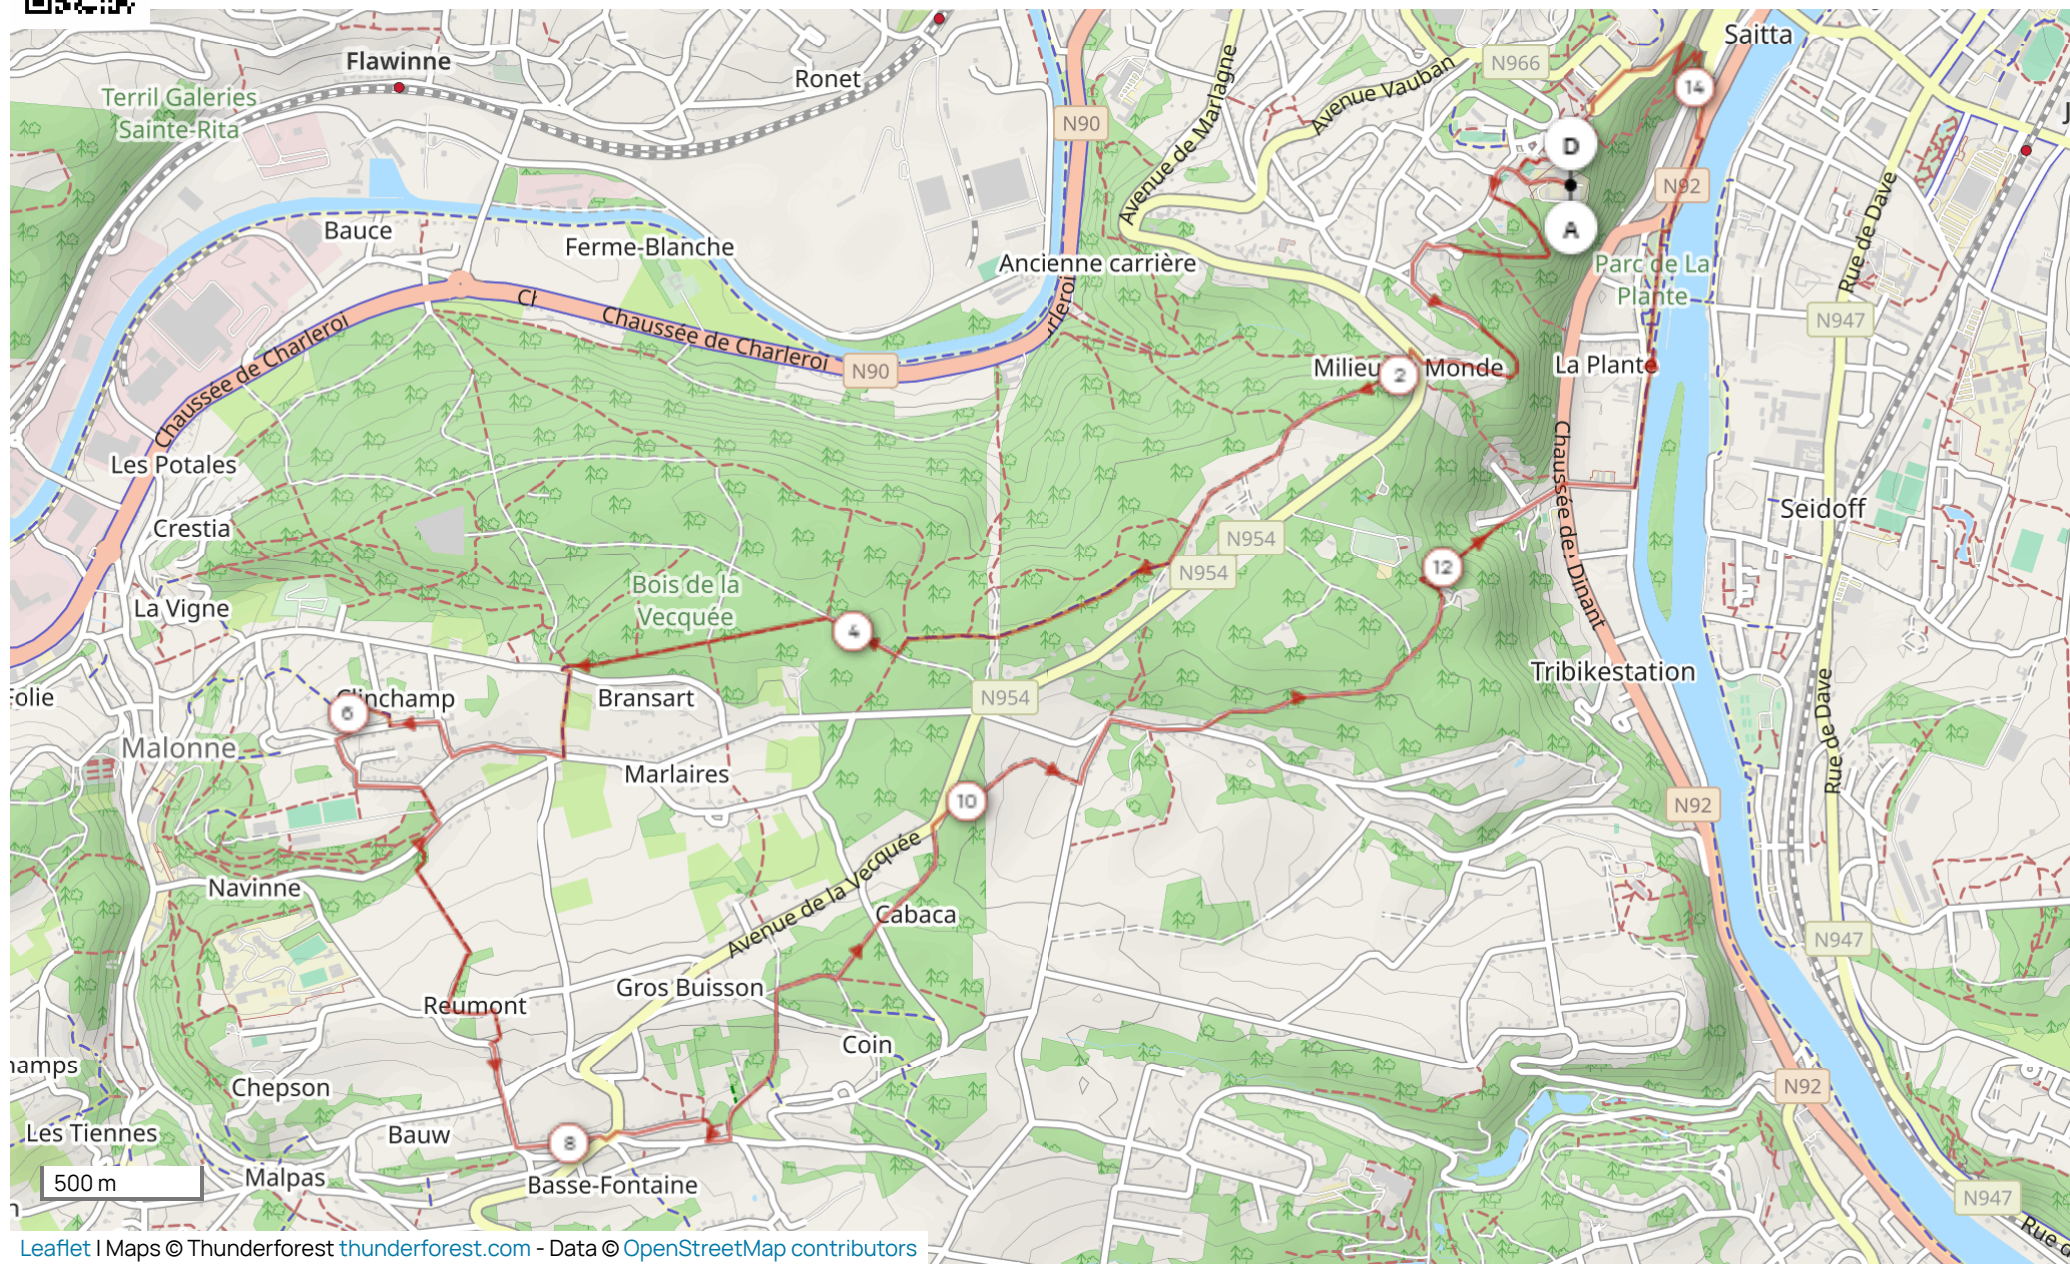 Saitta
Flawinne
N966
Ronet
Avenue Vauban
Avenue de Marlagne
14
Terril Galeries
Sainte-Rita
N90
D
N92
Rue de Dave
Bauce
Ferme-Blanche
A
Ancienne carrière
Parc de La
Plante
Chaussée de Charleroi
N947
Chaussée de Charleroi
N90
Milieu
2
Monde
La Plante
Les Potales
Chaussée de Dinant
Crestia
Seidoff
N954
N954
12
Bois de la
Vecquée
La Vigne
4
Tribikestation
Clinchamp
Bransart
N954
6
Malonne
Rue de Dave
Marlaires
10
N92
Avenue de la Vecquée
Navinne
Cabaca
N947
Gros Buisson
Reumont
Coin
Chepson
N92
Les Tiennes
Bauw
8
500 m
Malpas
Basse-Fontaine
N947
Leaflet | Maps © Thunderforest thunderforest.com - Data © OpenStreetMap contributors